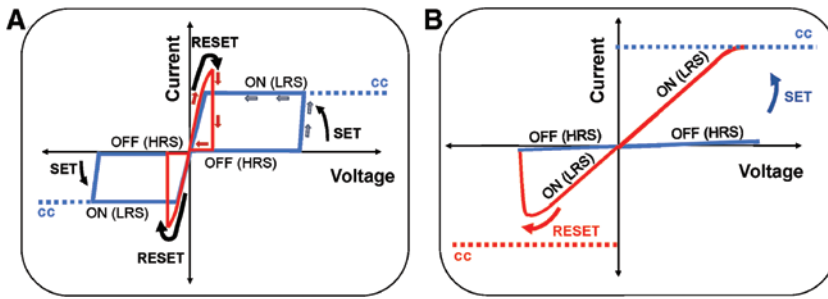 A
Current
RESET
ON (LRS)
cc
SET
OFF (HRS)
OFF (HRS)
Voltage
SET
cc
ON (LRS)
RESET
B
Current
cc
ON (LRS)
SET
OFF (HRS)
OFF (HRS)
Voltage
ON (LRS)
RESET
cc